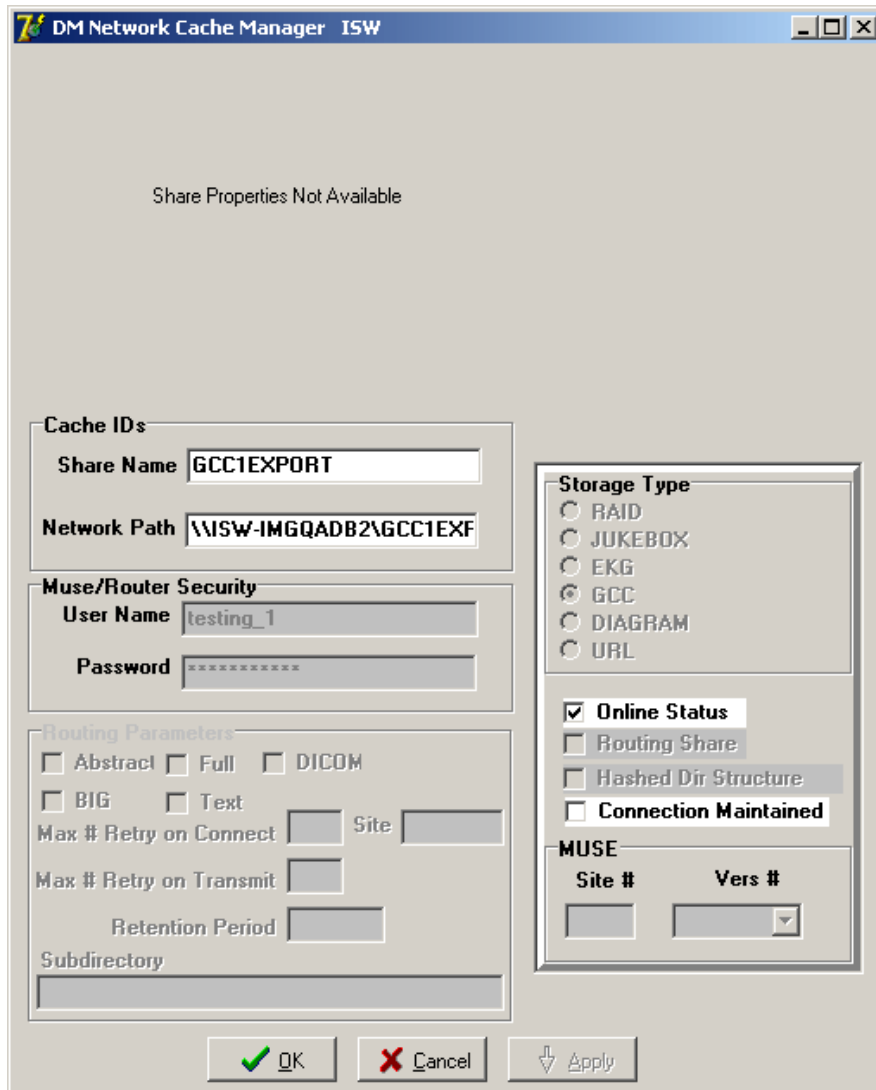 DM Network Cache Manager ISW
Share Properties Not Available
Cache IDs
Share Name GCC1EXPORT
Network Path \\ISW-IMGQADB2\GCC1EXF
Muse/Router Security
User Name testing_1
Password ***********
Routing Parameters
Abstract Full DICOM
BIG Text
Max # Retry on Connect Site
Max # Retry on Transmit
Retention Period
Subdirectory
Storage Type
RAID
JUKEBOX
EKG
GCC
DIAGRAM
URL
Online Status
Routing Share
Hashed Dir Structure
Connection Maintained
MUSE
Site # Vers #
OK Cancel Apply